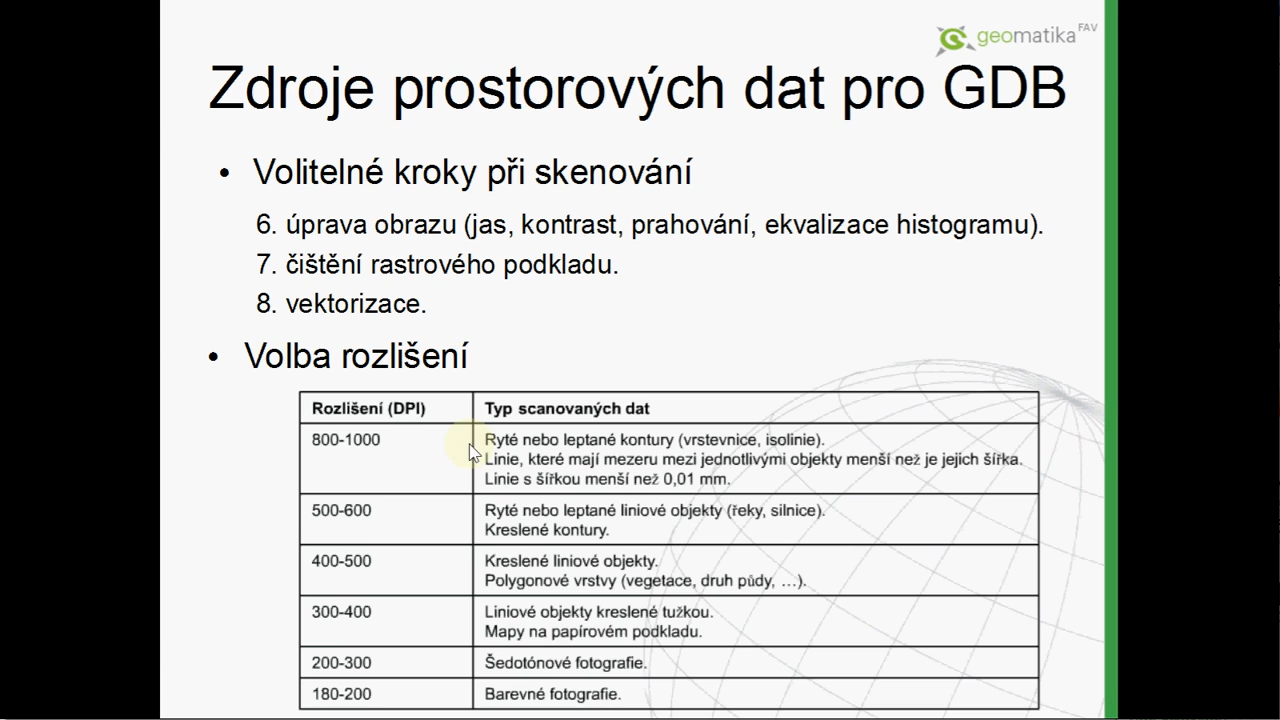 geomatika FAV
Zdroje prostorových dat pro GDB
• Volitelné kroky při skenování
6. úprava obrazu (jas, kontrast, prahování, ekvalizace histogramu).
7. čištění rastrového podkladu.
8. vektorizace.
• Volba rozlišení
Rozlišení (DPI) Typ scanovaných dat
800-1000 Ryté nebo leptané kontury (vrstevnice, isolinie).
Linie, které mají mezeru mezi jednotlivými objekty menší než je jejich šířka.
Linie s šířkou menší než 0,01 mm.
500-600 Ryté nebo leptané liniové objekty (řeky, silnice).
Kreslené kontury.
400-500 Kreslené liniové objekty.
Polygonové vrstvy (vegetace, druh půdy, …).
300-400 Liniové objekty kreslené tužkou.
Mapy na papírovém podkladu.
200-300 Šedotónové fotografie.
180-200 Barevné fotografie.